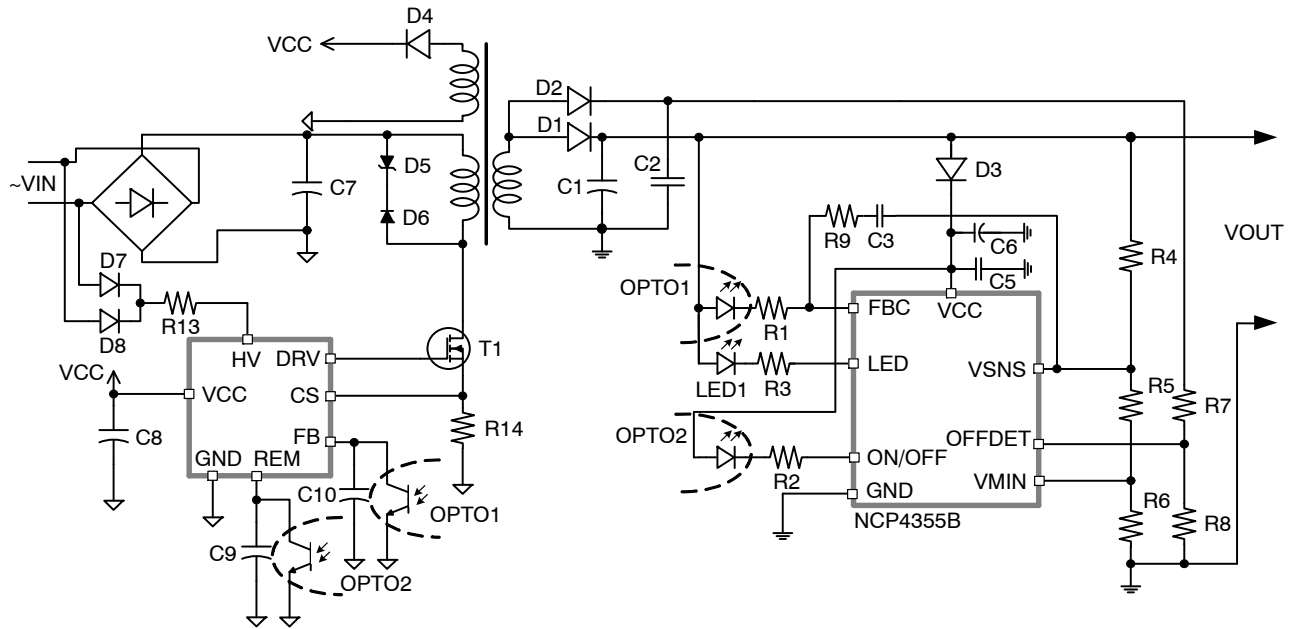 D4
VCC
D2
D1
D5
D6
C7
~VIN
C1
C2
D3
R9
C3
C6
C5
R4
VOUT
D7
D8
R13
OPTO1
R1
FBC
VCC
T1
HV
DRV
VCC
VCC
CS
LED1
R3
LED
VSNS
R5
R7
C8
FB
R14
OPTO2
R2
ON/OFF
OFFDET
GND
REM
C10
OPTO1
GND
VMIN
NCP4355B
R6
R8
C9
OPTO2